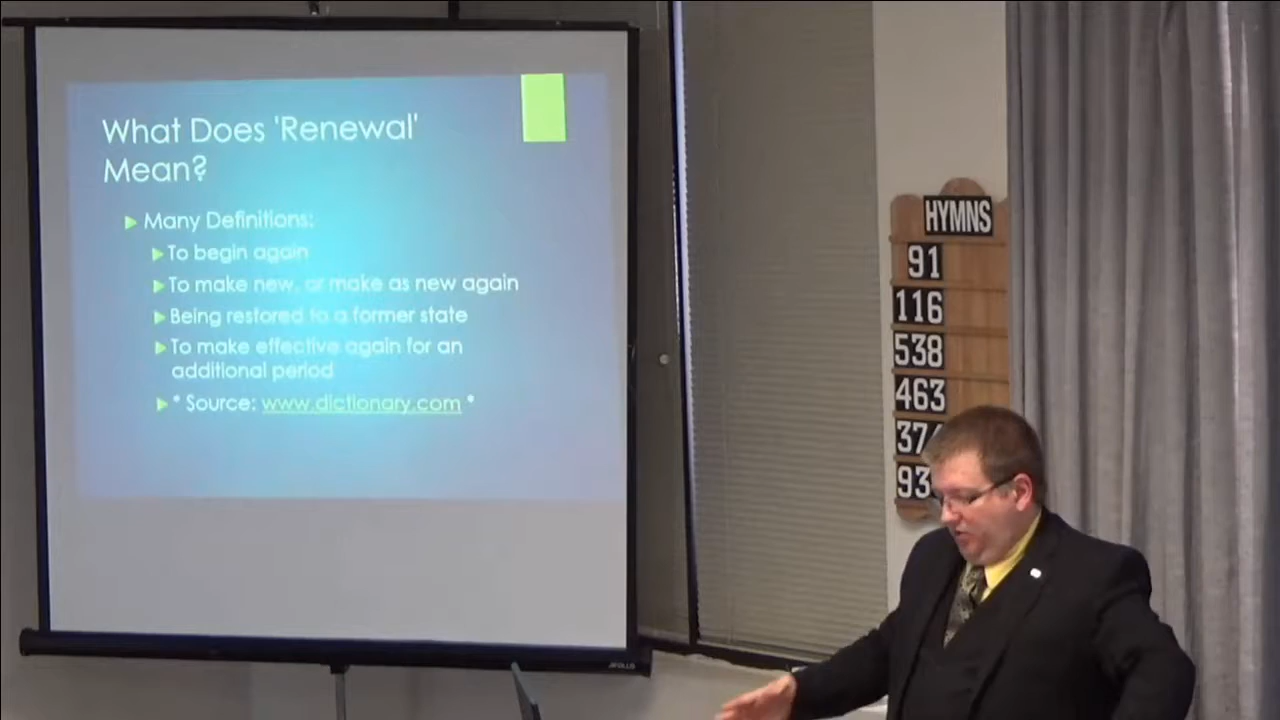 What Does 'Renewal'
Mean?
Many Definitions:
To begin again
To make new, or make as new again
Being restored to a former state
To make effective again for an
additional period
* Source: www.dictionary.com *
APOLLO
HYMNS
91
116
538
463
374
93